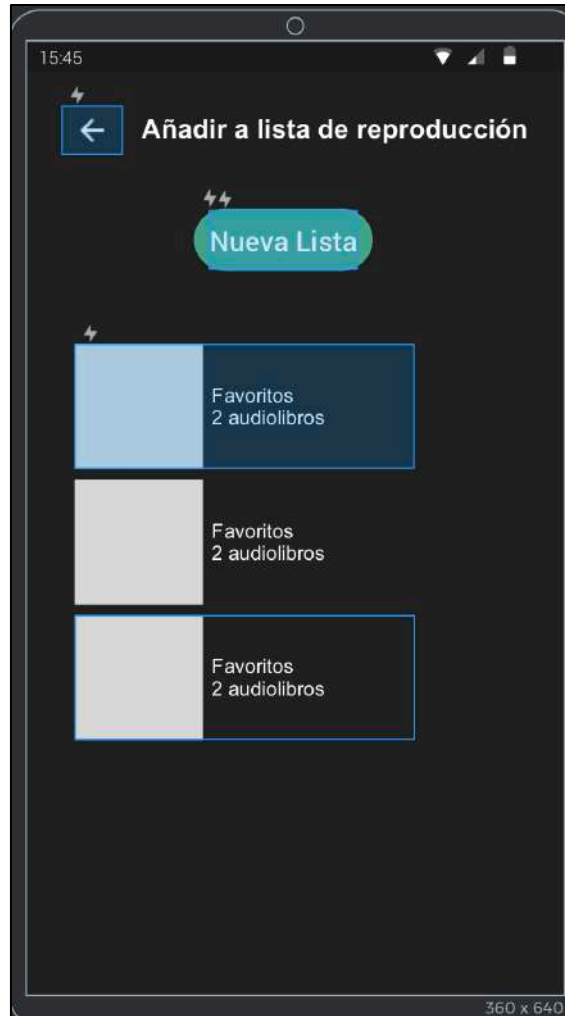 15:45
Añadir a lista de reproducción
Nueva Lista
Favoritos
2 audiolibros
Favoritos
2 audiolibros
Favoritos
2 audiolibros
360 x 640